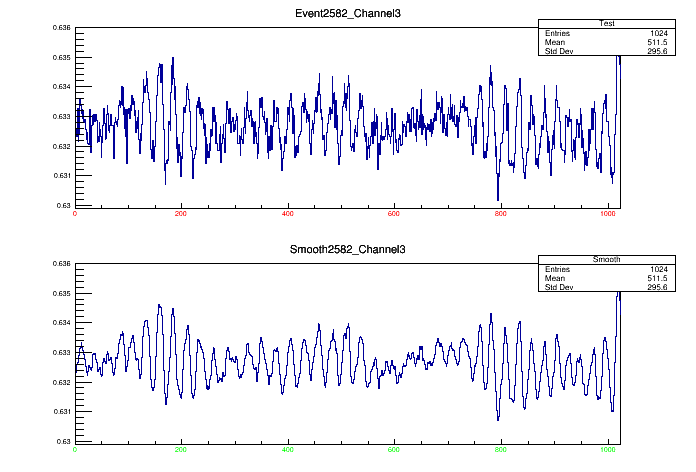 Event2582_Channel3
Test
Entries 1024
Mean 511.5
Std Dev 295.6
0.636
0.635
0.634
0.633
0.632
0.631
0.63
0 200 400 600 800 1000
Smooth2582_Channel3
Smooth
Entries 1024
Mean 511.5
Std Dev 295.6
0.636
0.635
0.634
0.633
0.632
0.631
0.63
0 200 400 600 800 1000